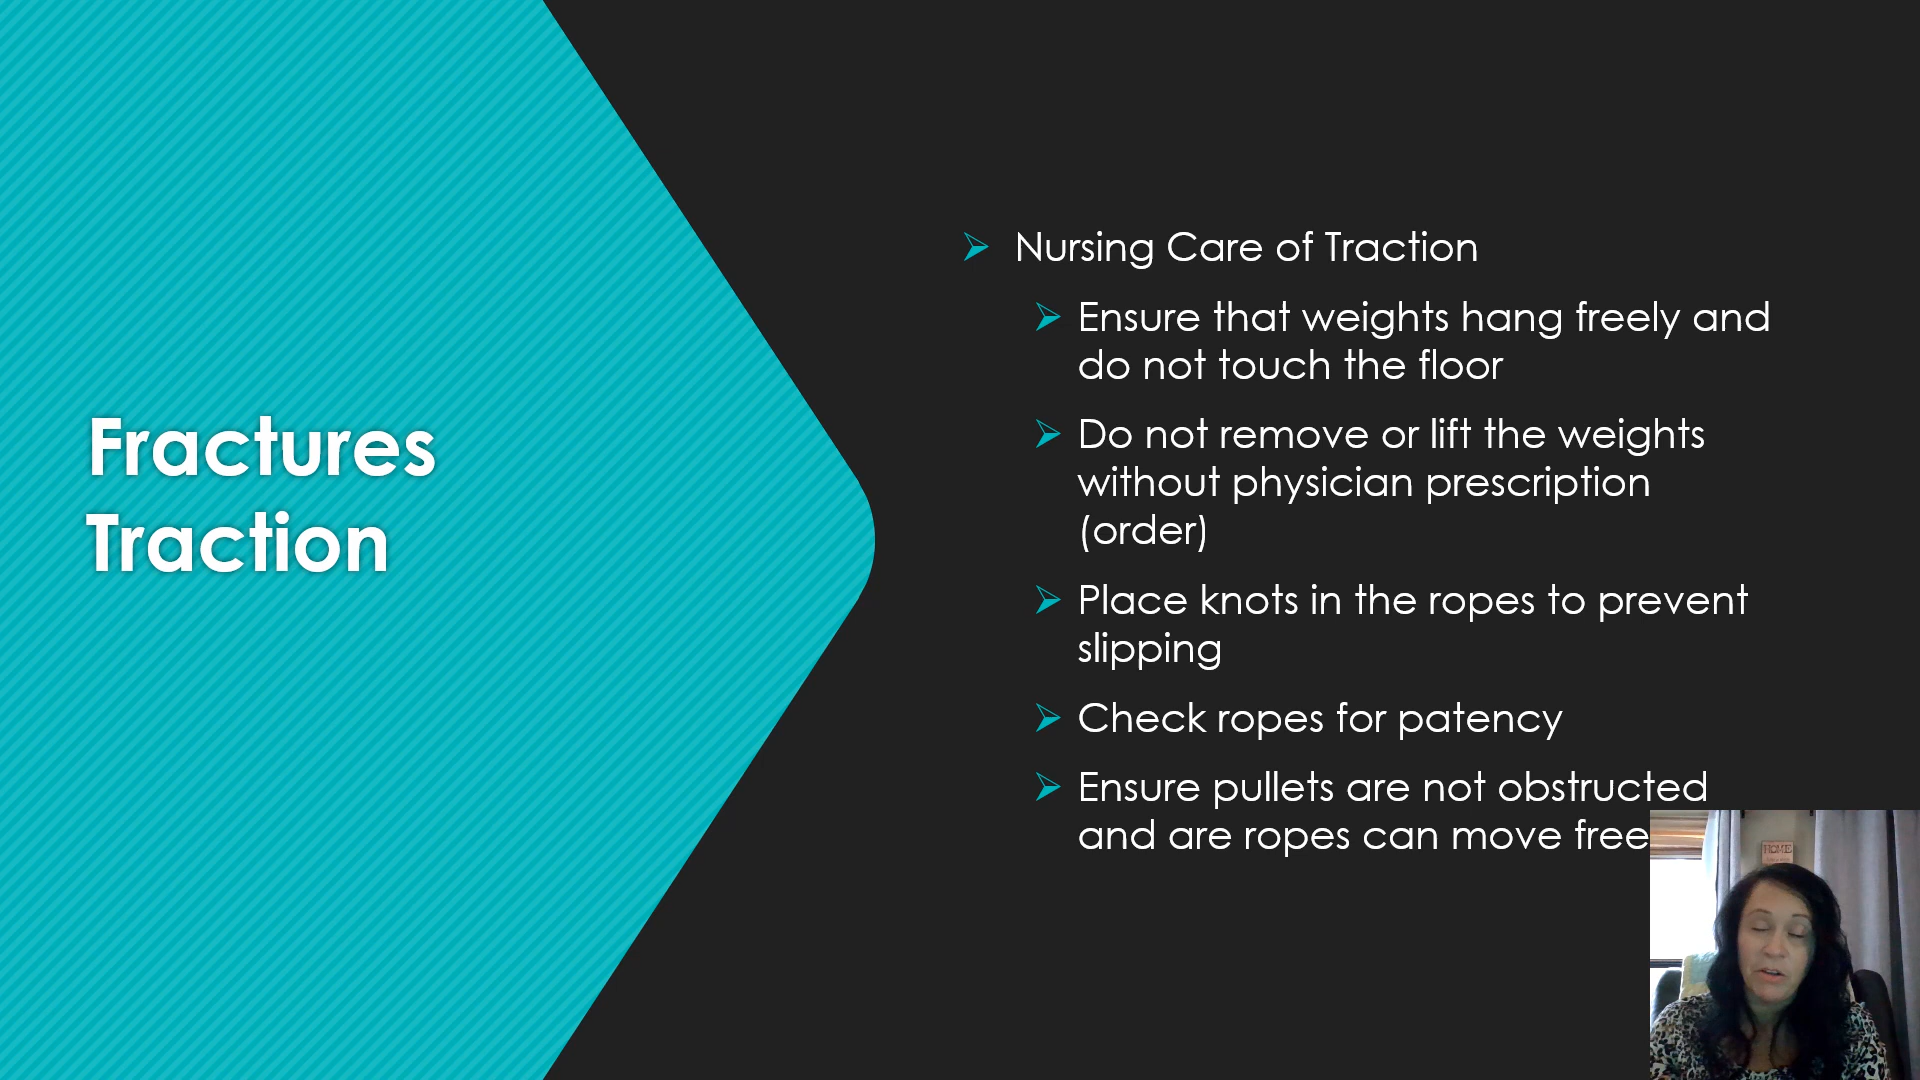 Fractures
Traction
Nursing Care of Traction
Ensure that weights hang freely and
do not touch the floor
Do not remove or lift the weights
without physician prescription
(order)
Place knots in the ropes to prevent
slipping
Check ropes for patency
Ensure pullets are not obstructed
and are ropes can move free
HOME